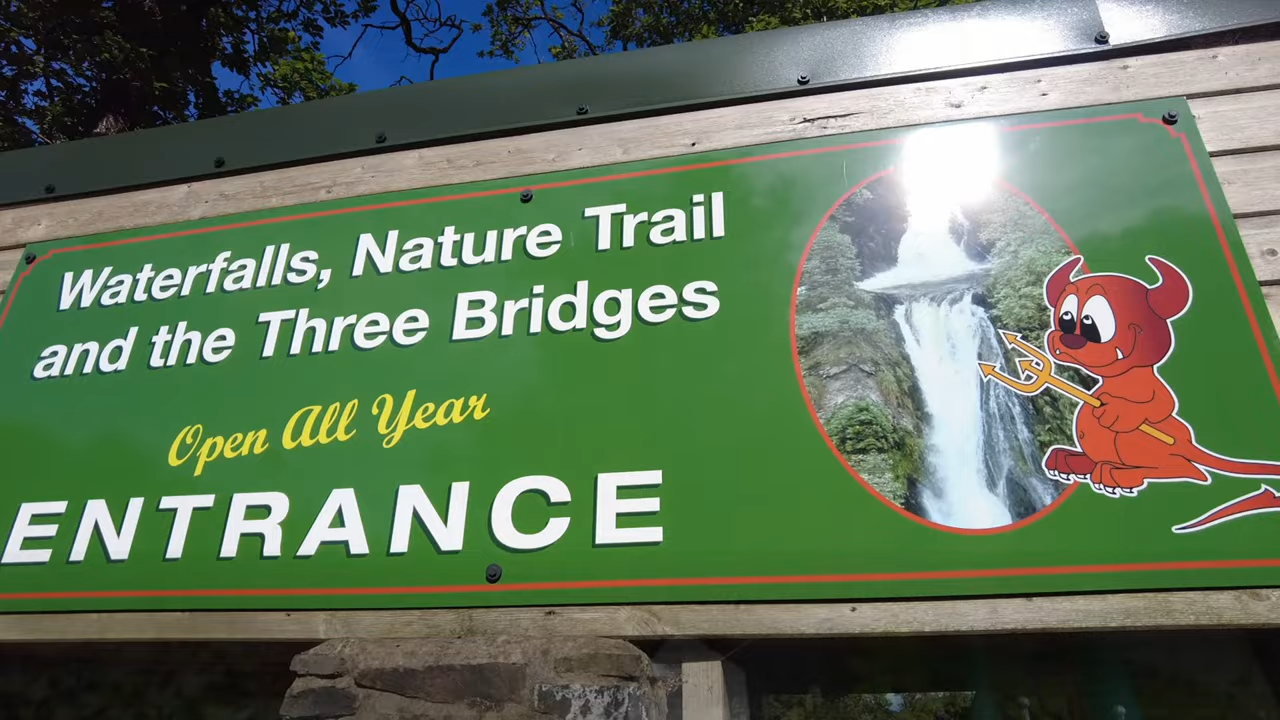 Waterfalls, Nature Trail
and the Three Bridges
Open All Year
ENTRANCE